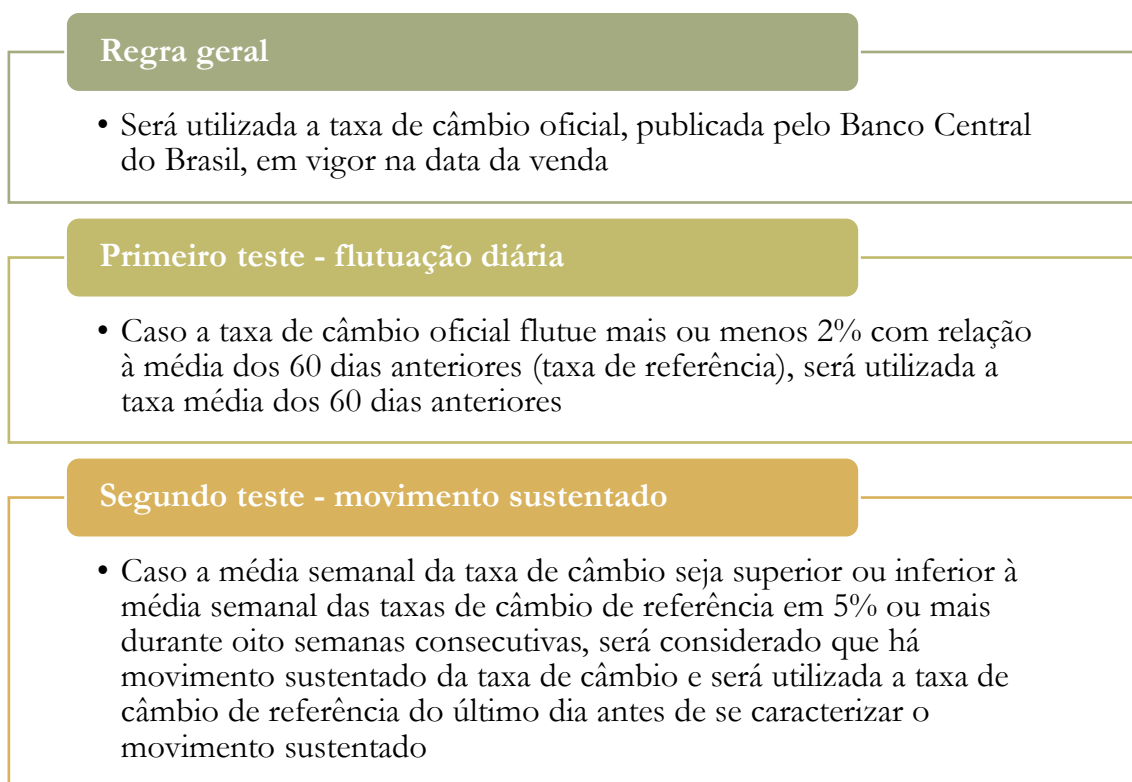 Regra geral
• Será utilizada a taxa de câmbio oficial, publicada pelo Banco Central
do Brasil, em vigor na data da venda
Primeiro teste - flutuação diária
• Caso a taxa de câmbio oficial flutue mais ou menos 2% com relação
à média dos 60 dias anteriores (taxa de referência), será utilizada a
taxa média dos 60 dias anteriores
Segundo teste - movimento sustentado
• Caso a média semanal da taxa de câmbio seja superior ou inferior à
média semanal das taxas de câmbio de referência em 5% ou mais
durante oito semanas consecutivas, será considerado que há
movimento sustentado da taxa de câmbio e será utilizada a taxa de
câmbio de referência do último dia antes de se caracterizar o
movimento sustentado